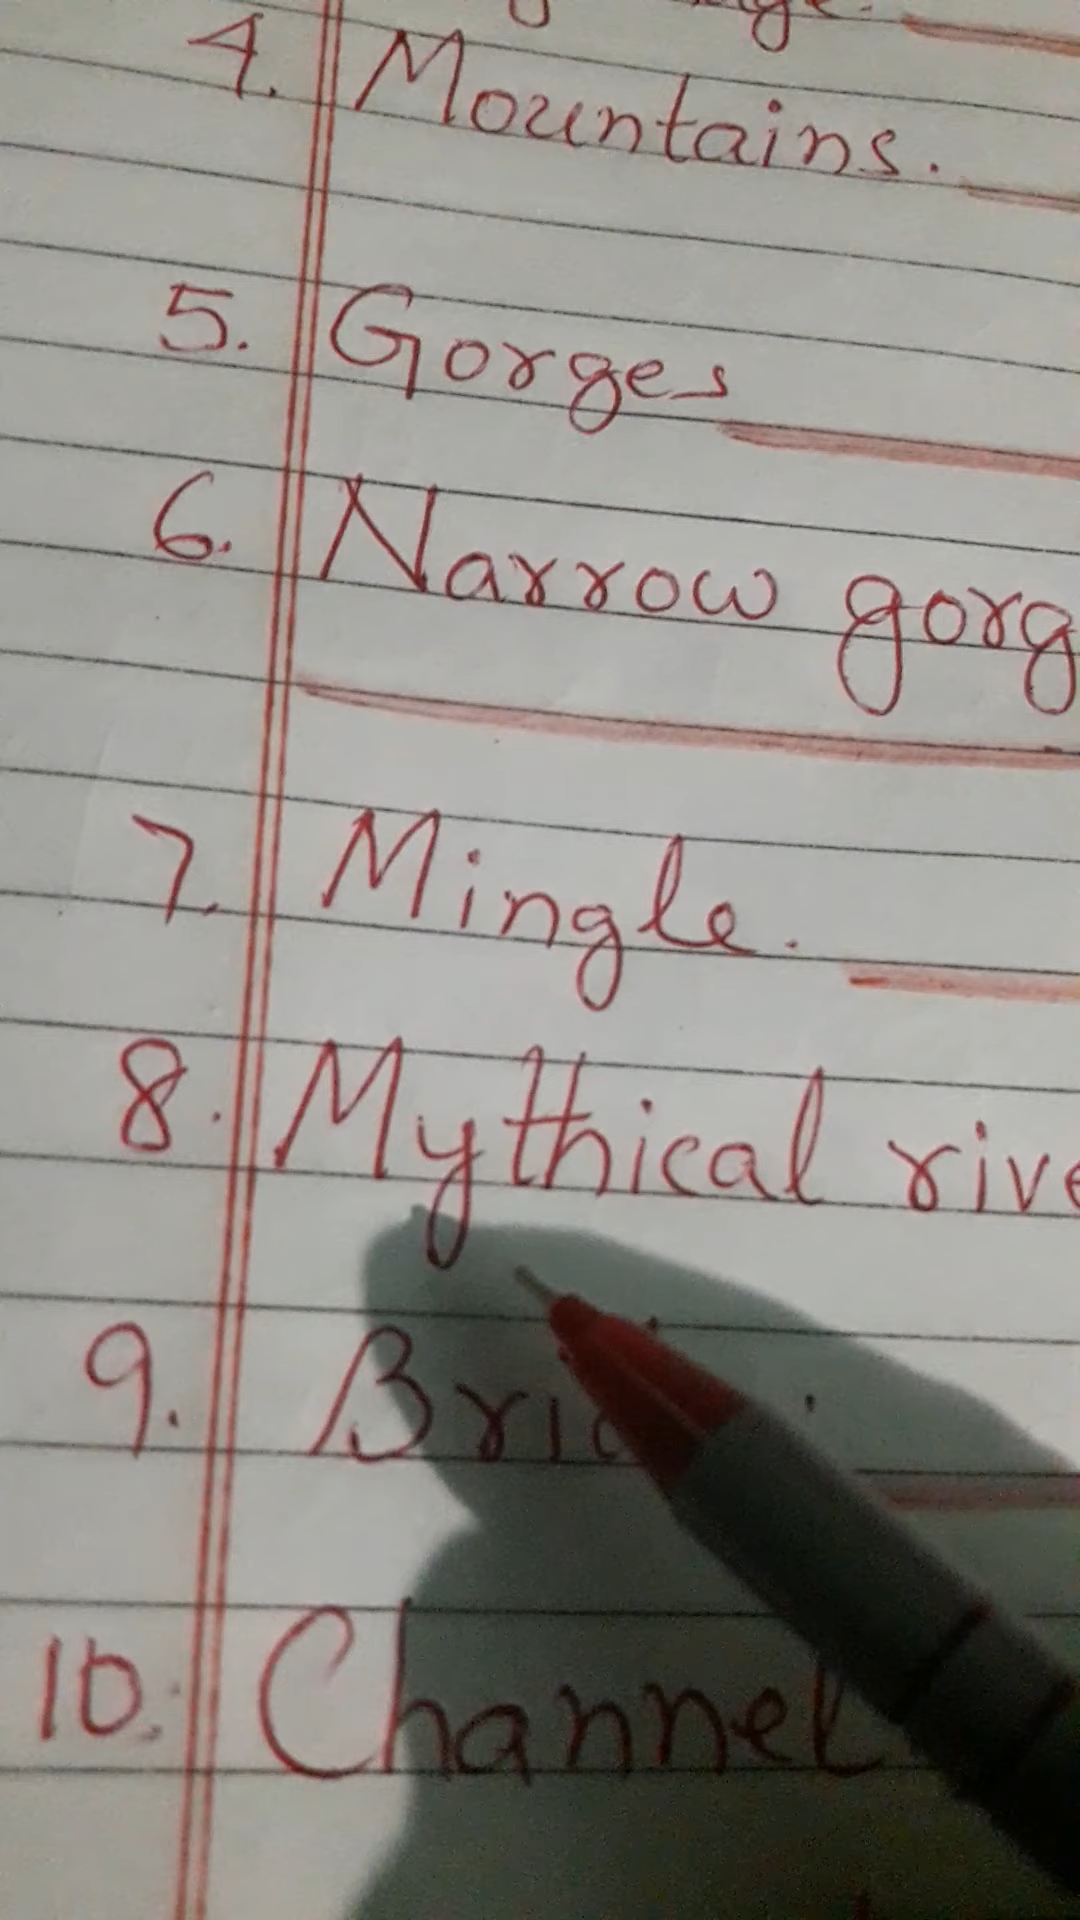 4. Mountains.
5. Gorges
6. Narrow gorg
7. Mingle.
8. Mythical rive
9.
10. Channel